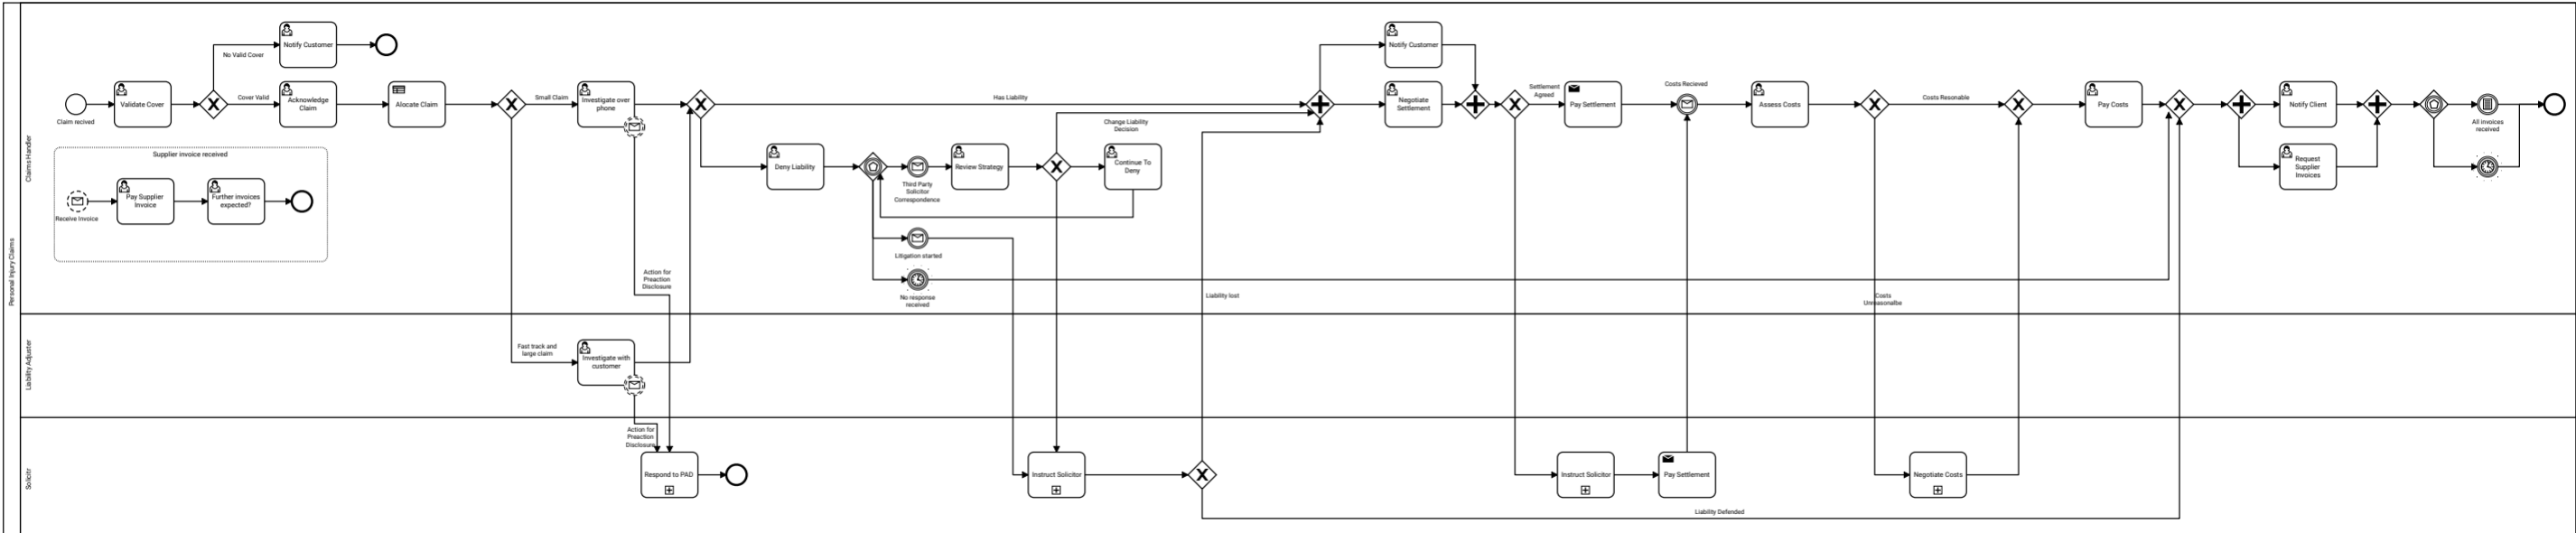 Personal Injury Claims
Claims Handler
Liability Adjuster
Solicitr
Claim recived
Validate Cover
No Valid Cover
Notify Customer
Cover Valid
Acknowledge
Claim
Alocate Claim
Small Claim
Investigate over
phone
Has Liability
Notify Customer
Negotiate
Settlement
Settlement
Agreed
Pay Settlement
Costs Recieved
Assess Costs
Costs Resonable
Pay Costs
Notify Client
All invoices
received
Request
Supplier
Invoices
Supplier invoice received
Receive Invoice
Pay Supplier
Invoice
Further invoices
expected?
Deny Liability
Third Party
Solicitor
Correspondence
Review Strategy
Change Liability
Decision
Continue To
Deny
Litigation started
No response
received
Action for
Preaction
Disclosure
Liability lost
Costs
Unreasonalbe
Fast track and
large claim
Investigate with
customer
Action for
Preaction
Disclosure
Respond to PAD
Instruct Solicitor
Instruct Solicitor
Pay Settlement
Negotiate Costs
Liability Defended